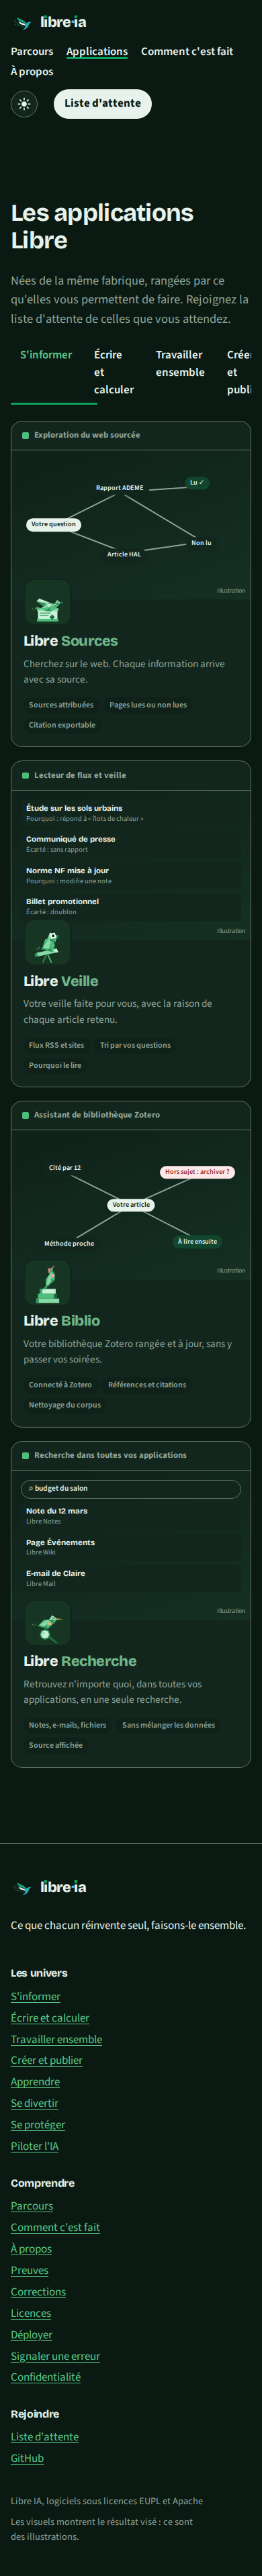 libre·ia
Parcours Applications Comment c'est fait
À propos
Liste d'attente
Les applications
Libre
Nées de la même fabrique, rangées par ce
qu'elles vous permettent de faire. Rejoignez la
liste d'attente de celles que vous attendez.
S'informer
Écrire
et
calculer
Travailler
ensemble
Créer
et
publi
Exploration du web sourcée
Rapport ADEME
Lu ✓
Votre question
Non lu
Article HAL
Illustration
Libre Sources
Cherchez sur le web. Chaque information arrive
avec sa source.
Sources attribuées Pages lues ou non lues
Citation exportable
Lecteur de flux et veille
Étude sur les sols urbains
Pourquoi : répond à « îlots de chaleur »
Communiqué de presse
Écarté : sans rapport
Norme NF mise à jour
Pourquoi : modifie une note
Billet promotionnel
Écarté : doublon
Illustration
Libre Veille
Votre veille faite pour vous, avec la raison de
chaque article retenu.
Flux RSS et sites Tri par vos questions
Pourquoi le lire
Assistant de bibliothèque Zotero
Cité par 12
Hors sujet : archiver ?
Votre article
Méthode proche
À lire ensuite
Illustration
Libre Biblio
Votre bibliothèque Zotero rangée et à jour, sans y
passer vos soirées.
Connecté à Zotero Références et citations
Nettoyage du corpus
Recherche dans toutes vos applications
⌕ budget du salon
Note du 12 mars
Libre Notes
Page Événements
Libre Wiki
E-mail de Claire
Libre Mail
Illustration
Libre Recherche
Retrouvez n'importe quoi, dans toutes vos
applications, en une seule recherche.
Notes, e-mails, fichiers Sans mélanger les données
Source affichée
libre·ia
Ce que chacun réinvente seul, faisons-le ensemble.
Les univers
S'informer
Écrire et calculer
Travailler ensemble
Créer et publier
Apprendre
Se divertir
Se protéger
Piloter l'IA
Comprendre
Parcours
Comment c'est fait
À propos
Preuves
Corrections
Licences
Déployer
Signaler une erreur
Confidentialité
Rejoindre
Liste d'attente
GitHub
Libre IA, logiciels sous licences EUPL et Apache
Les visuels montrent le résultat visé : ce sont
des illustrations.